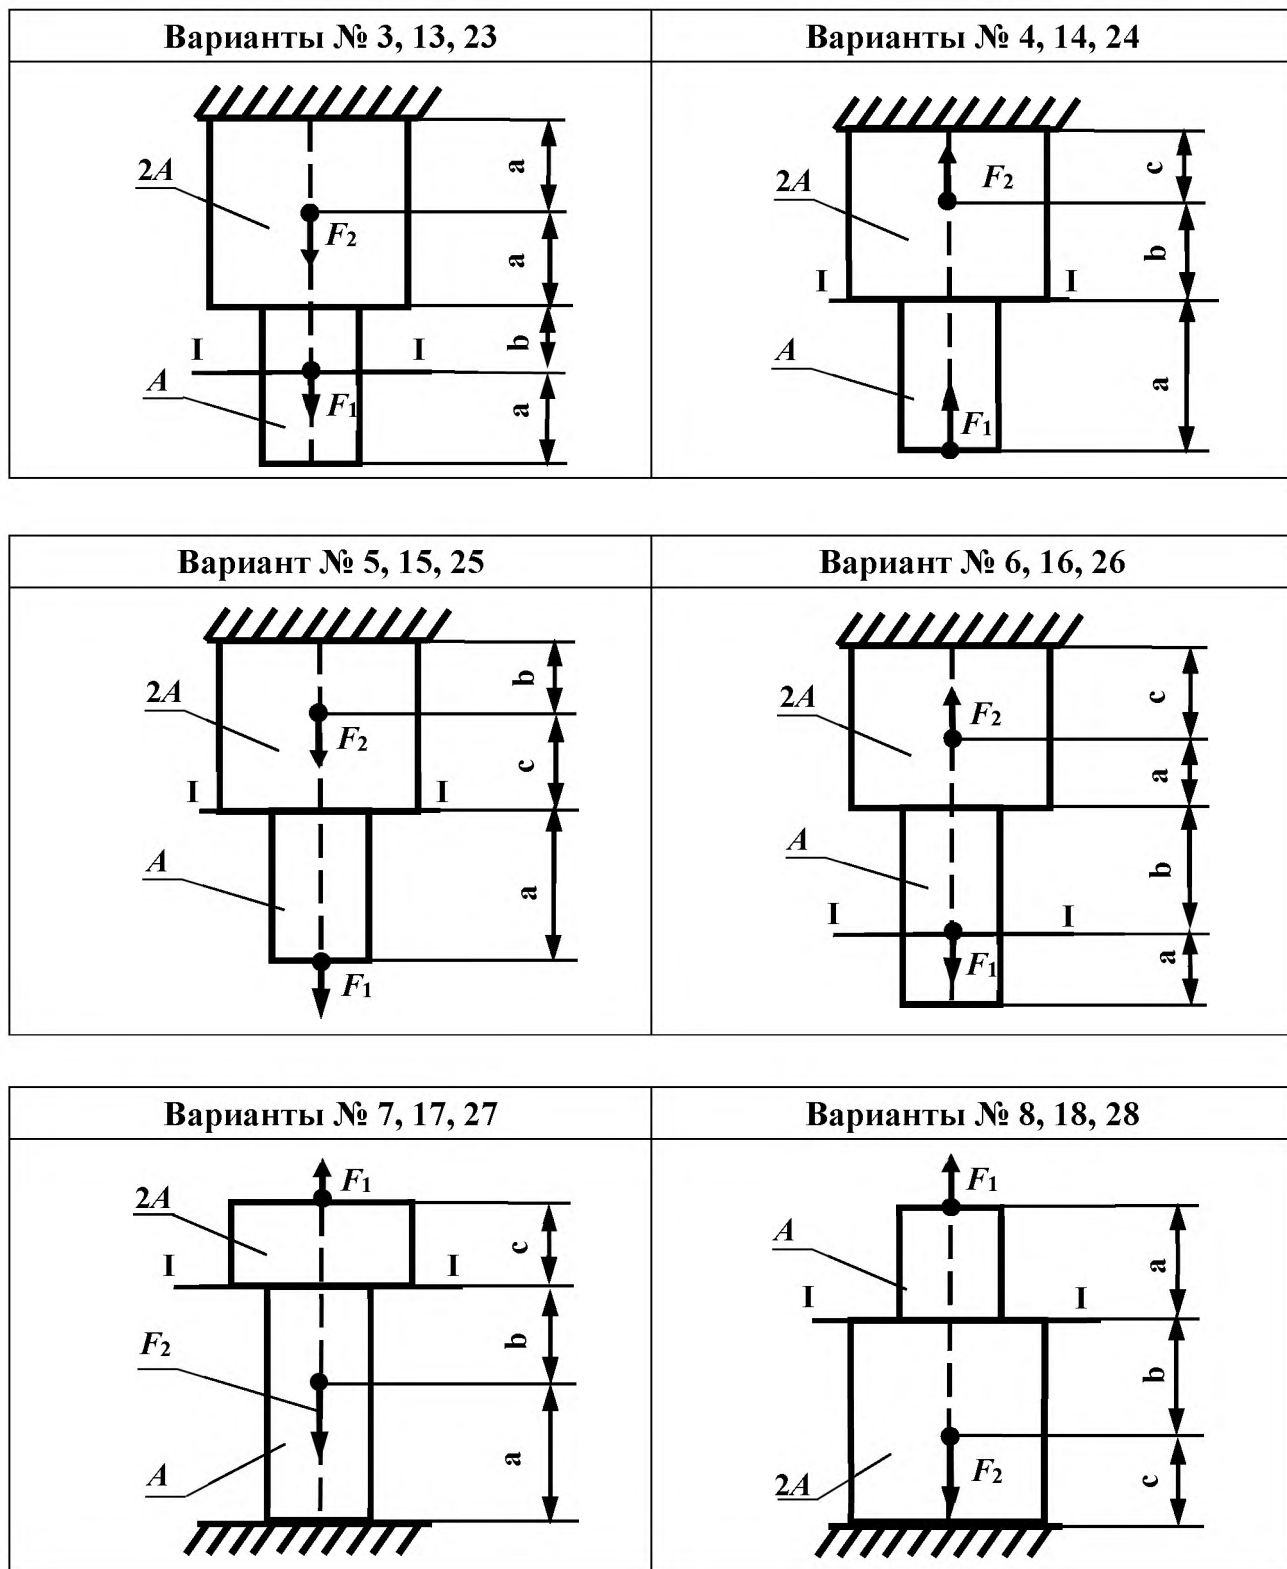 Варианты № 3, 13, 23
2A
F2
I
I
A
F1
a
a
b
a
Варианты № 4, 14, 24
2A
F2
I
I
A
F1
c
b
a
Вариант № 5, 15, 25
2A
F2
I
I
A
F1
b
c
a
Вариант № 6, 16, 26
2A
F2
A
I
I
F1
c
a
b
a
Варианты № 7, 17, 27
F1
2A
I
I
F2
A
c
b
a
Варианты № 8, 18, 28
F1
A
I
I
F2
2A
a
b
c